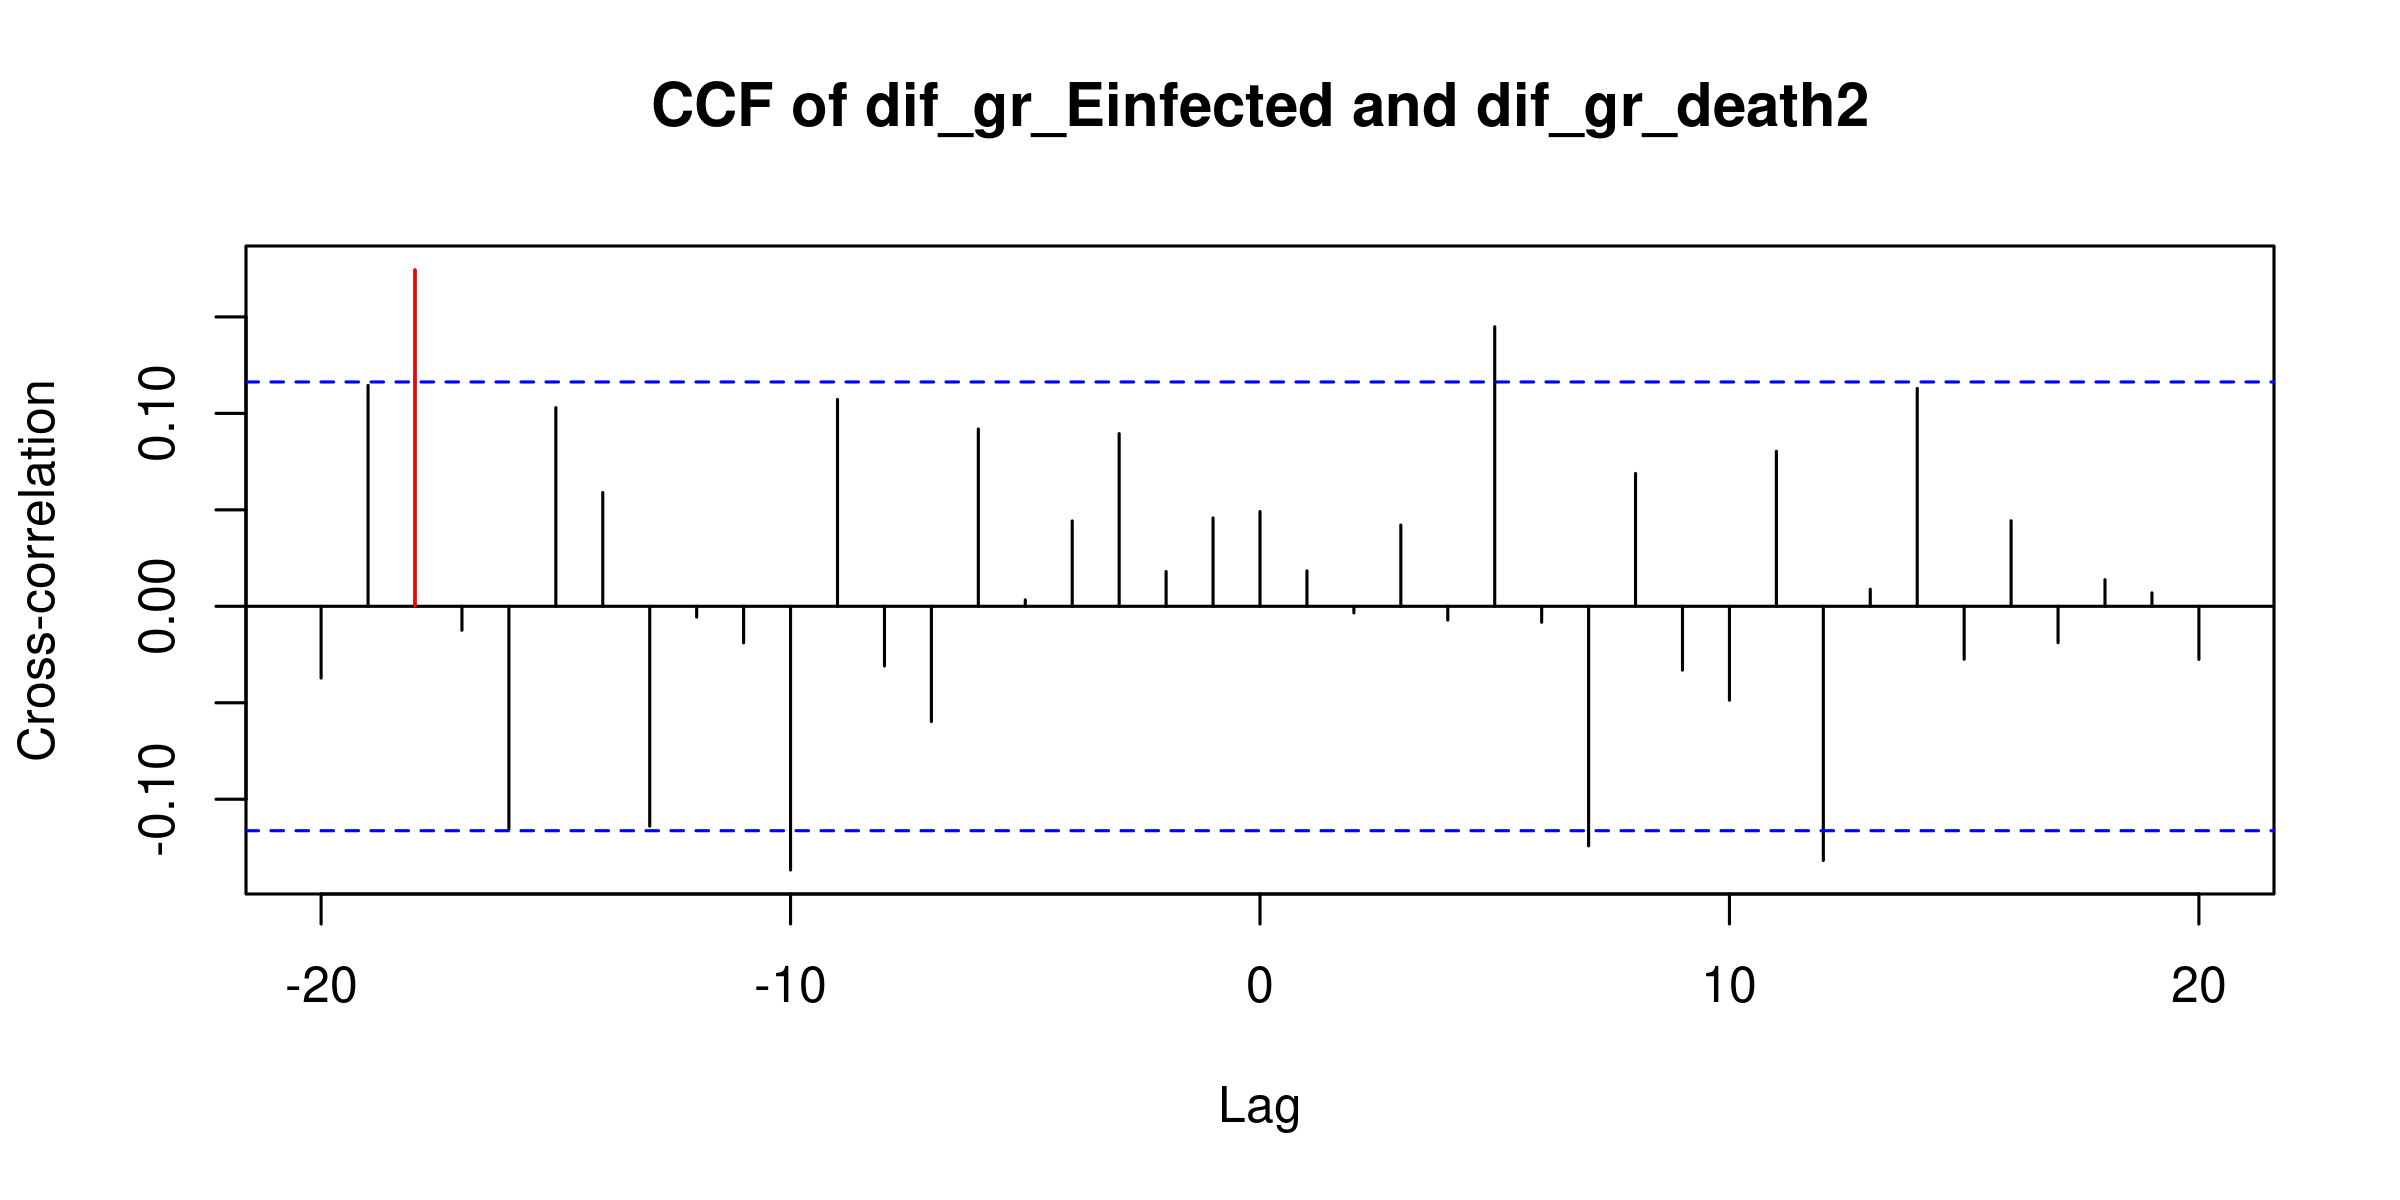 CCF of dif_gr_Einfected and dif_gr_death2
Cross-correlation
0.10
0.00
-0.10
-20 -10 0 10 20
Lag